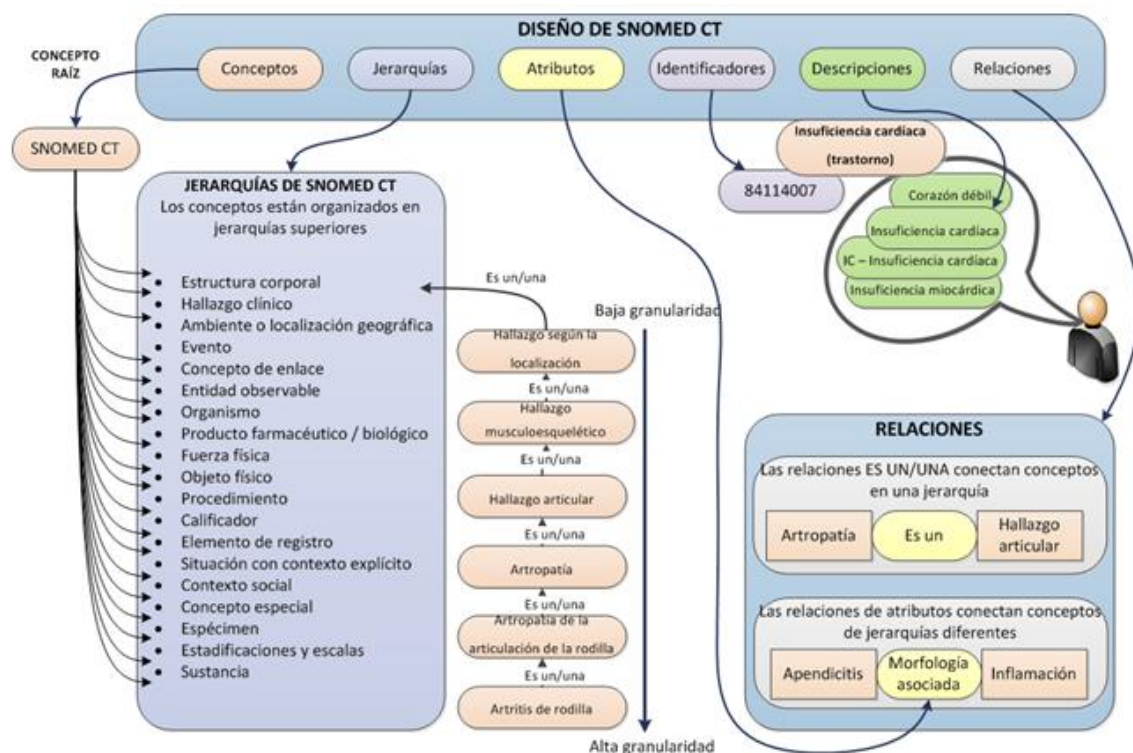 DISEÑO DE SNOMED CT
CONCEPTO
RAÍZ
Conceptos
Jerarquías
Atributos
Identificadores
Descripciones
Relaciones
SNOMED CT
JERARQUÍAS DE SNOMED CT
Los conceptos están organizados en
jerarquías superiores
• Estructura corporal
• Hallazgo clínico
• Ambiente o localización geográfica
• Evento
• Concepto de enlace
• Entidad observable
• Organismo
• Producto farmacéutico / biológico
• Fuerza física
• Objeto físico
• Procedimiento
• Calificador
• Elemento de registro
• Situación con contexto explícito
• Contexto social
• Concepto especial
• Espécimen
• Estadificaciones y escalas
• Sustancia
Es un/una
Hallazgo según la
localización
Es un/una
Hallazgo
musculoesquelético
Es un/una
Hallazgo articular
Es un/una
Artropatía
Es un/una
Artropatía de la
articulación de la rodilla
Es un/una
Artritis de rodilla
Baja granularidad
Alta granularidad
Insuficiencia cardíaca
(trastorno)
84114007
Corazón débil
Insuficiencia cardíaca
IC – Insuficiencia cardíaca
Insuficiencia miocárdica
RELACIONES
Las relaciones ES UN/UNA conectan conceptos
en una jerarquía
Artropatía
Es un
Hallazgo
articular
Las relaciones de atributos conectan conceptos
de jerarquías diferentes
Apendicitis
Morfología
asociada
Inflamación